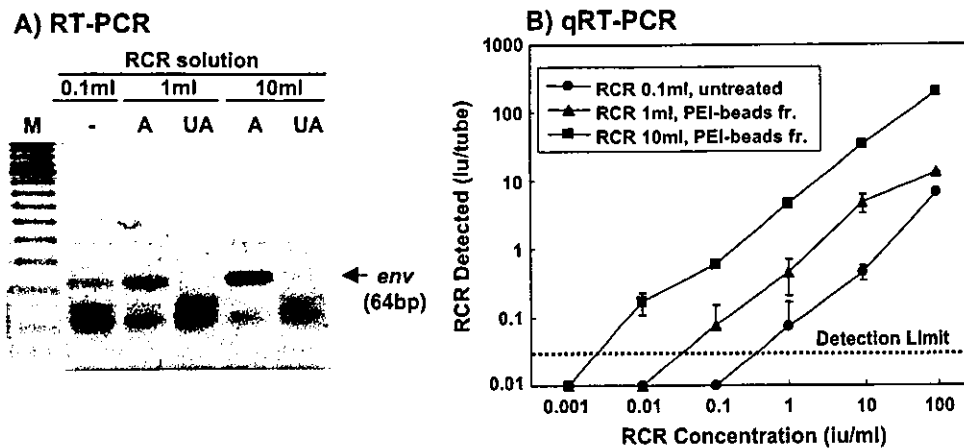 A) RT-PCR
RCR solution
0.1ml 1ml 10ml
M - A UA A UA
env
(64bp)
B) qRT-PCR
RCR Detected (iu/tube)
1000
100
10
1
0.1
0.01
RCR 0.1ml, untreated
RCR 1ml, PEI-beads fr.
RCR 10ml, PEI-beads fr.
Detection Limit
0.001 0.01 0.1 1 10 100
RCR Concentration (iu/ml)